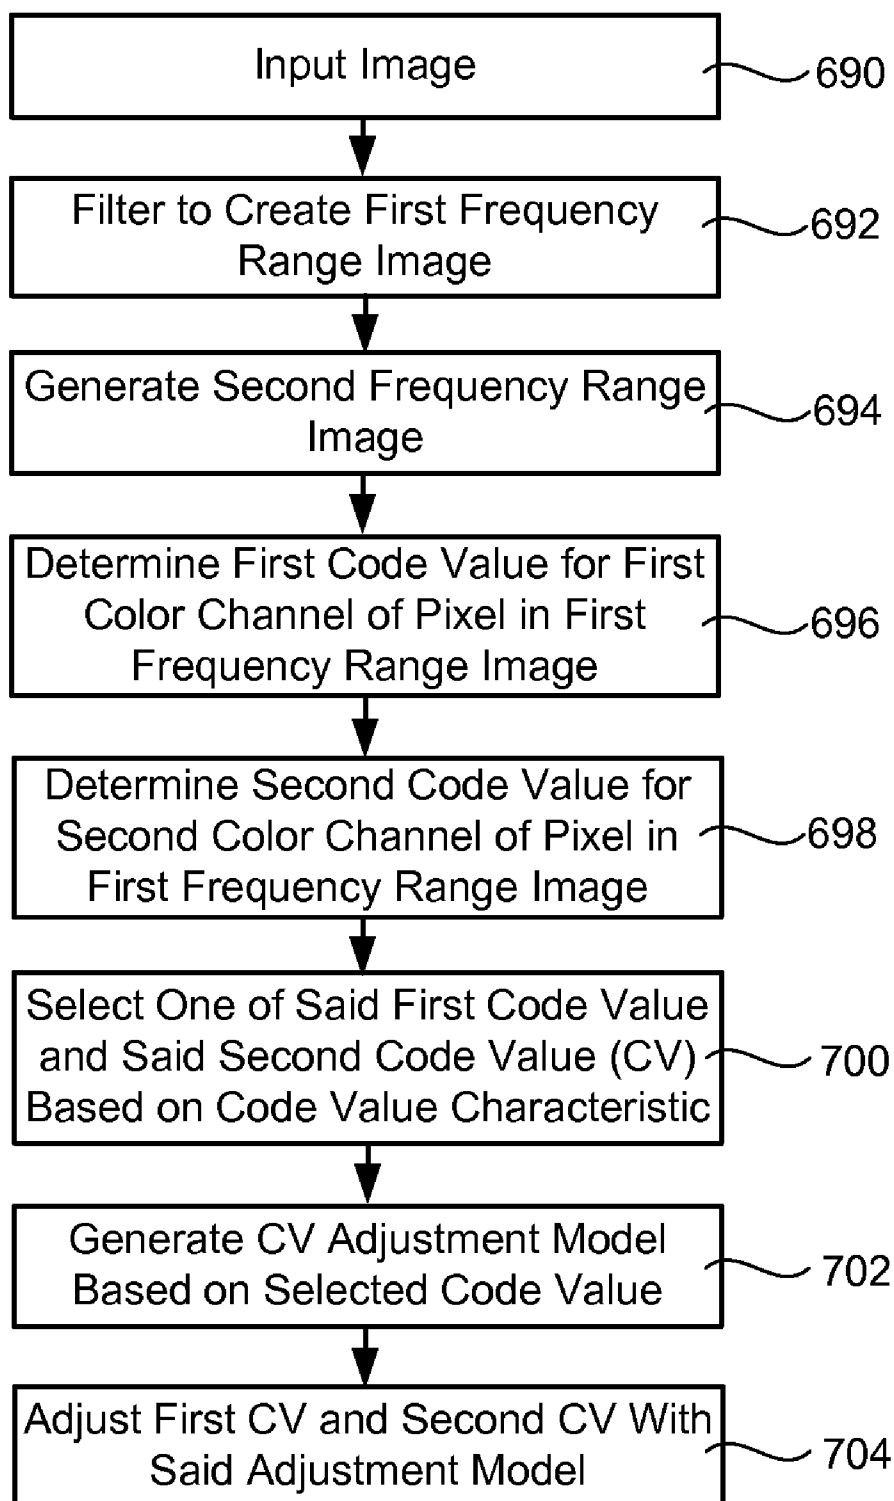 Input Image
690
Filter to Create First Frequency
Range Image
692
Generate Second Frequency Range
Image
694
Determine First Code Value for First
Color Channel of Pixel in First
Frequency Range Image
696
Determine Second Code Value for
Second Color Channel of Pixel in
First Frequency Range Image
698
Select One of Said First Code Value
and Said Second Code Value (CV)
Based on Code Value Characteristic
700
Generate CV Adjustment Model
Based on Selected Code Value
702
Adjust First CV and Second CV With
Said Adjustment Model
704